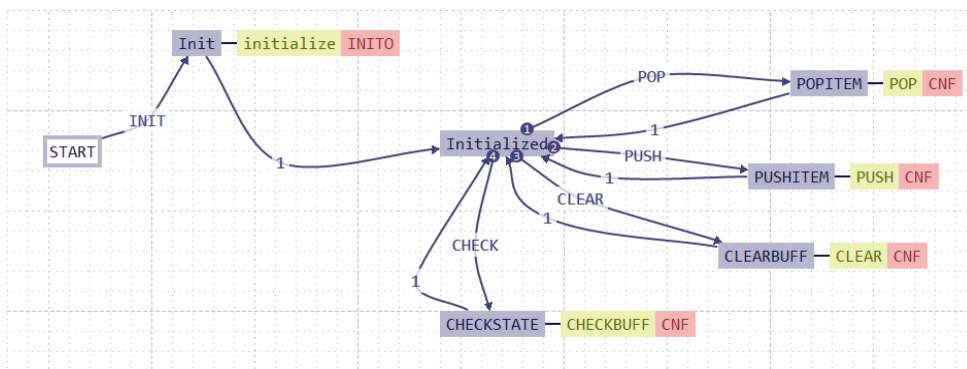 Init initialize INITO
POP
POPITEM POP CNF
INIT
1
1
START
1
Initialized
2
PUSH
4
3
1
1
PUSHITEM PUSH CNF
CLEAR
1
CHECK
CLEARBUFF CLEAR CNF
1
CHECKSTATE CHECKBUFF CNF